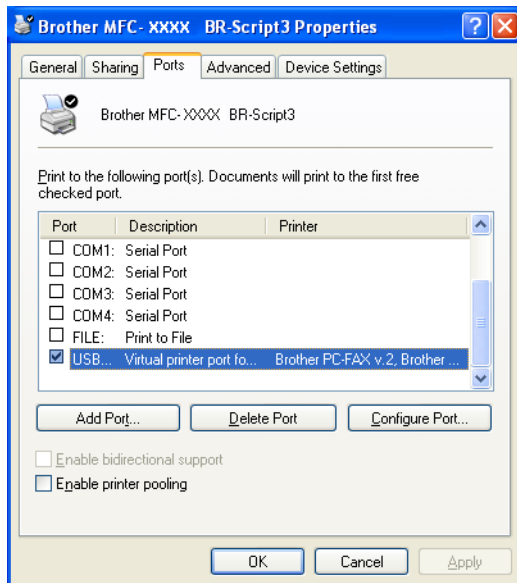 Brother MFC- XXXX BR-Script3 Properties
General Sharing Ports Advanced Device Settings
Brother MFC- XXXX BR-Script3
Print to the following port(s). Documents will print to the first free
checked port.
Port Description Printer
COM1: Serial Port
COM2: Serial Port
COM3: Serial Port
COM4: Serial Port
FILE: Print to File
USB... Virtual printer port fo... Brother PC-FAX v.2, Brother ...
Add Port... Delete Port Configure Port...
Enable bidirectional support
Enable printer pooling
OK Cancel Apply